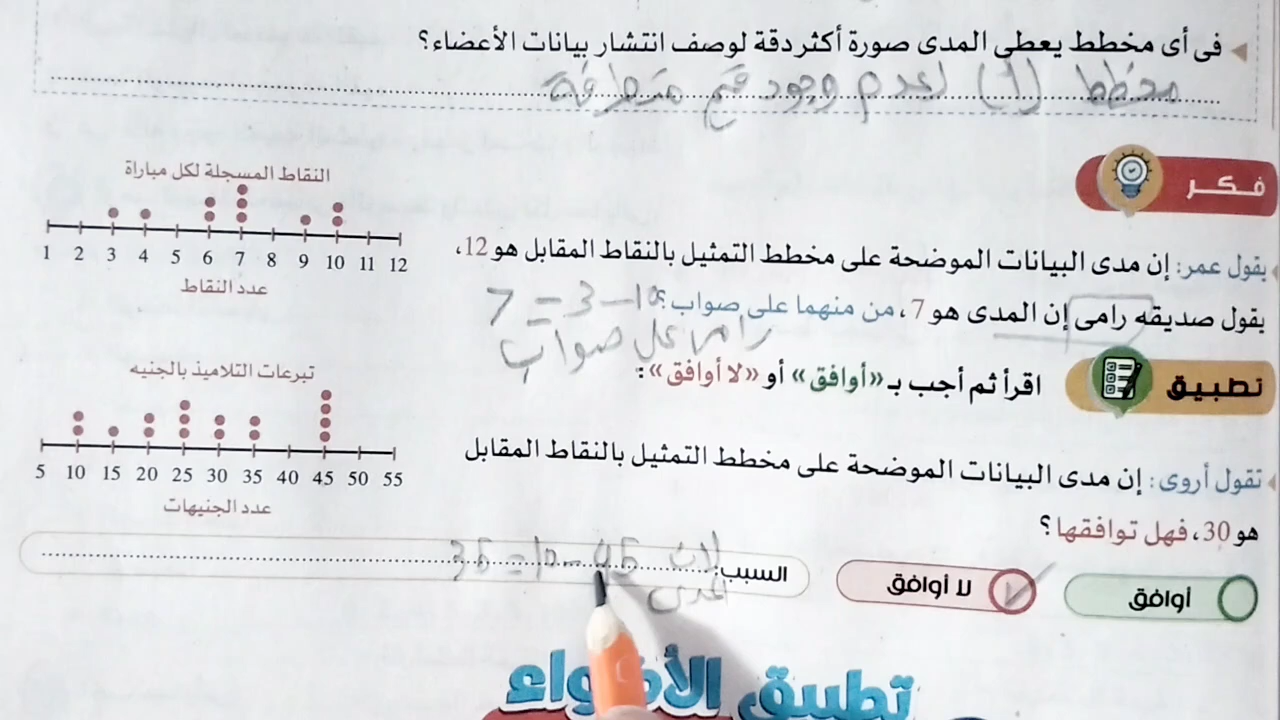 في أي مخطط يعطي المدى صورة أكثر دقة لوصف انتشار بيانات الأعضاء؟
مخطط (1) لعدم وجود قيم متطرفة
فكر
يقول عمر: إن مدى البيانات الموضحة على مخطط التمثيل بالنقاط المقابل هو 12،
يقول صديقه رامى إن المدى هو 7، من منهما على صواب؟
10 – 3 = 7
رامى على صواب
النقاط المسجلة لكل مباراة
1 2 3 4 5 6 7 8 9 10 11 12
عدد النقاط
تطبيق
اقرأ ثم أجب بـ «أوافق» أو «لا أوافق»:
تقول أروى: إن مدى البيانات الموضحة على مخطط التمثيل بالنقاط المقابل
هو 30، فهل توافقها؟
تبرعات التلاميذ بالجنيه
5 10 15 20 25 30 35 40 45 50 55
عدد الجنيهات
أوافق
لا أوافق
السبب: لان المدى 45 – 10 = 35
تطبيق الأضواء